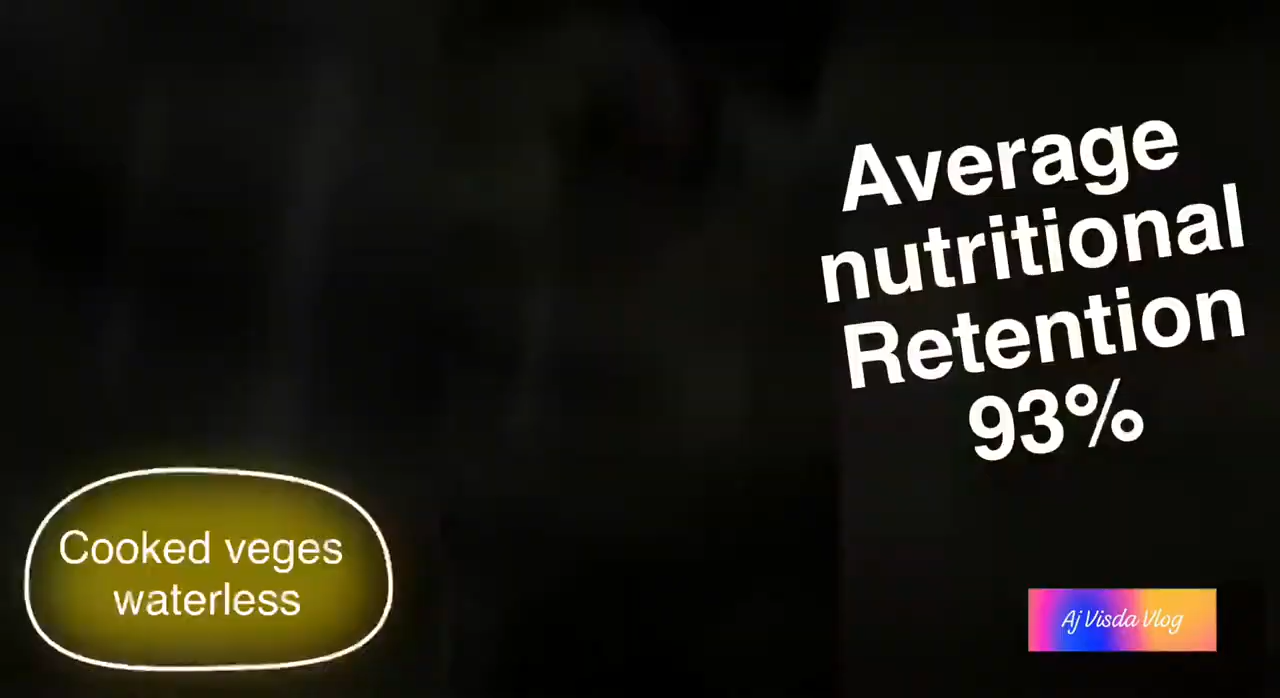 Average
nutritional
Retention
93%
Cooked veges
waterless
Aj Visda Vlog